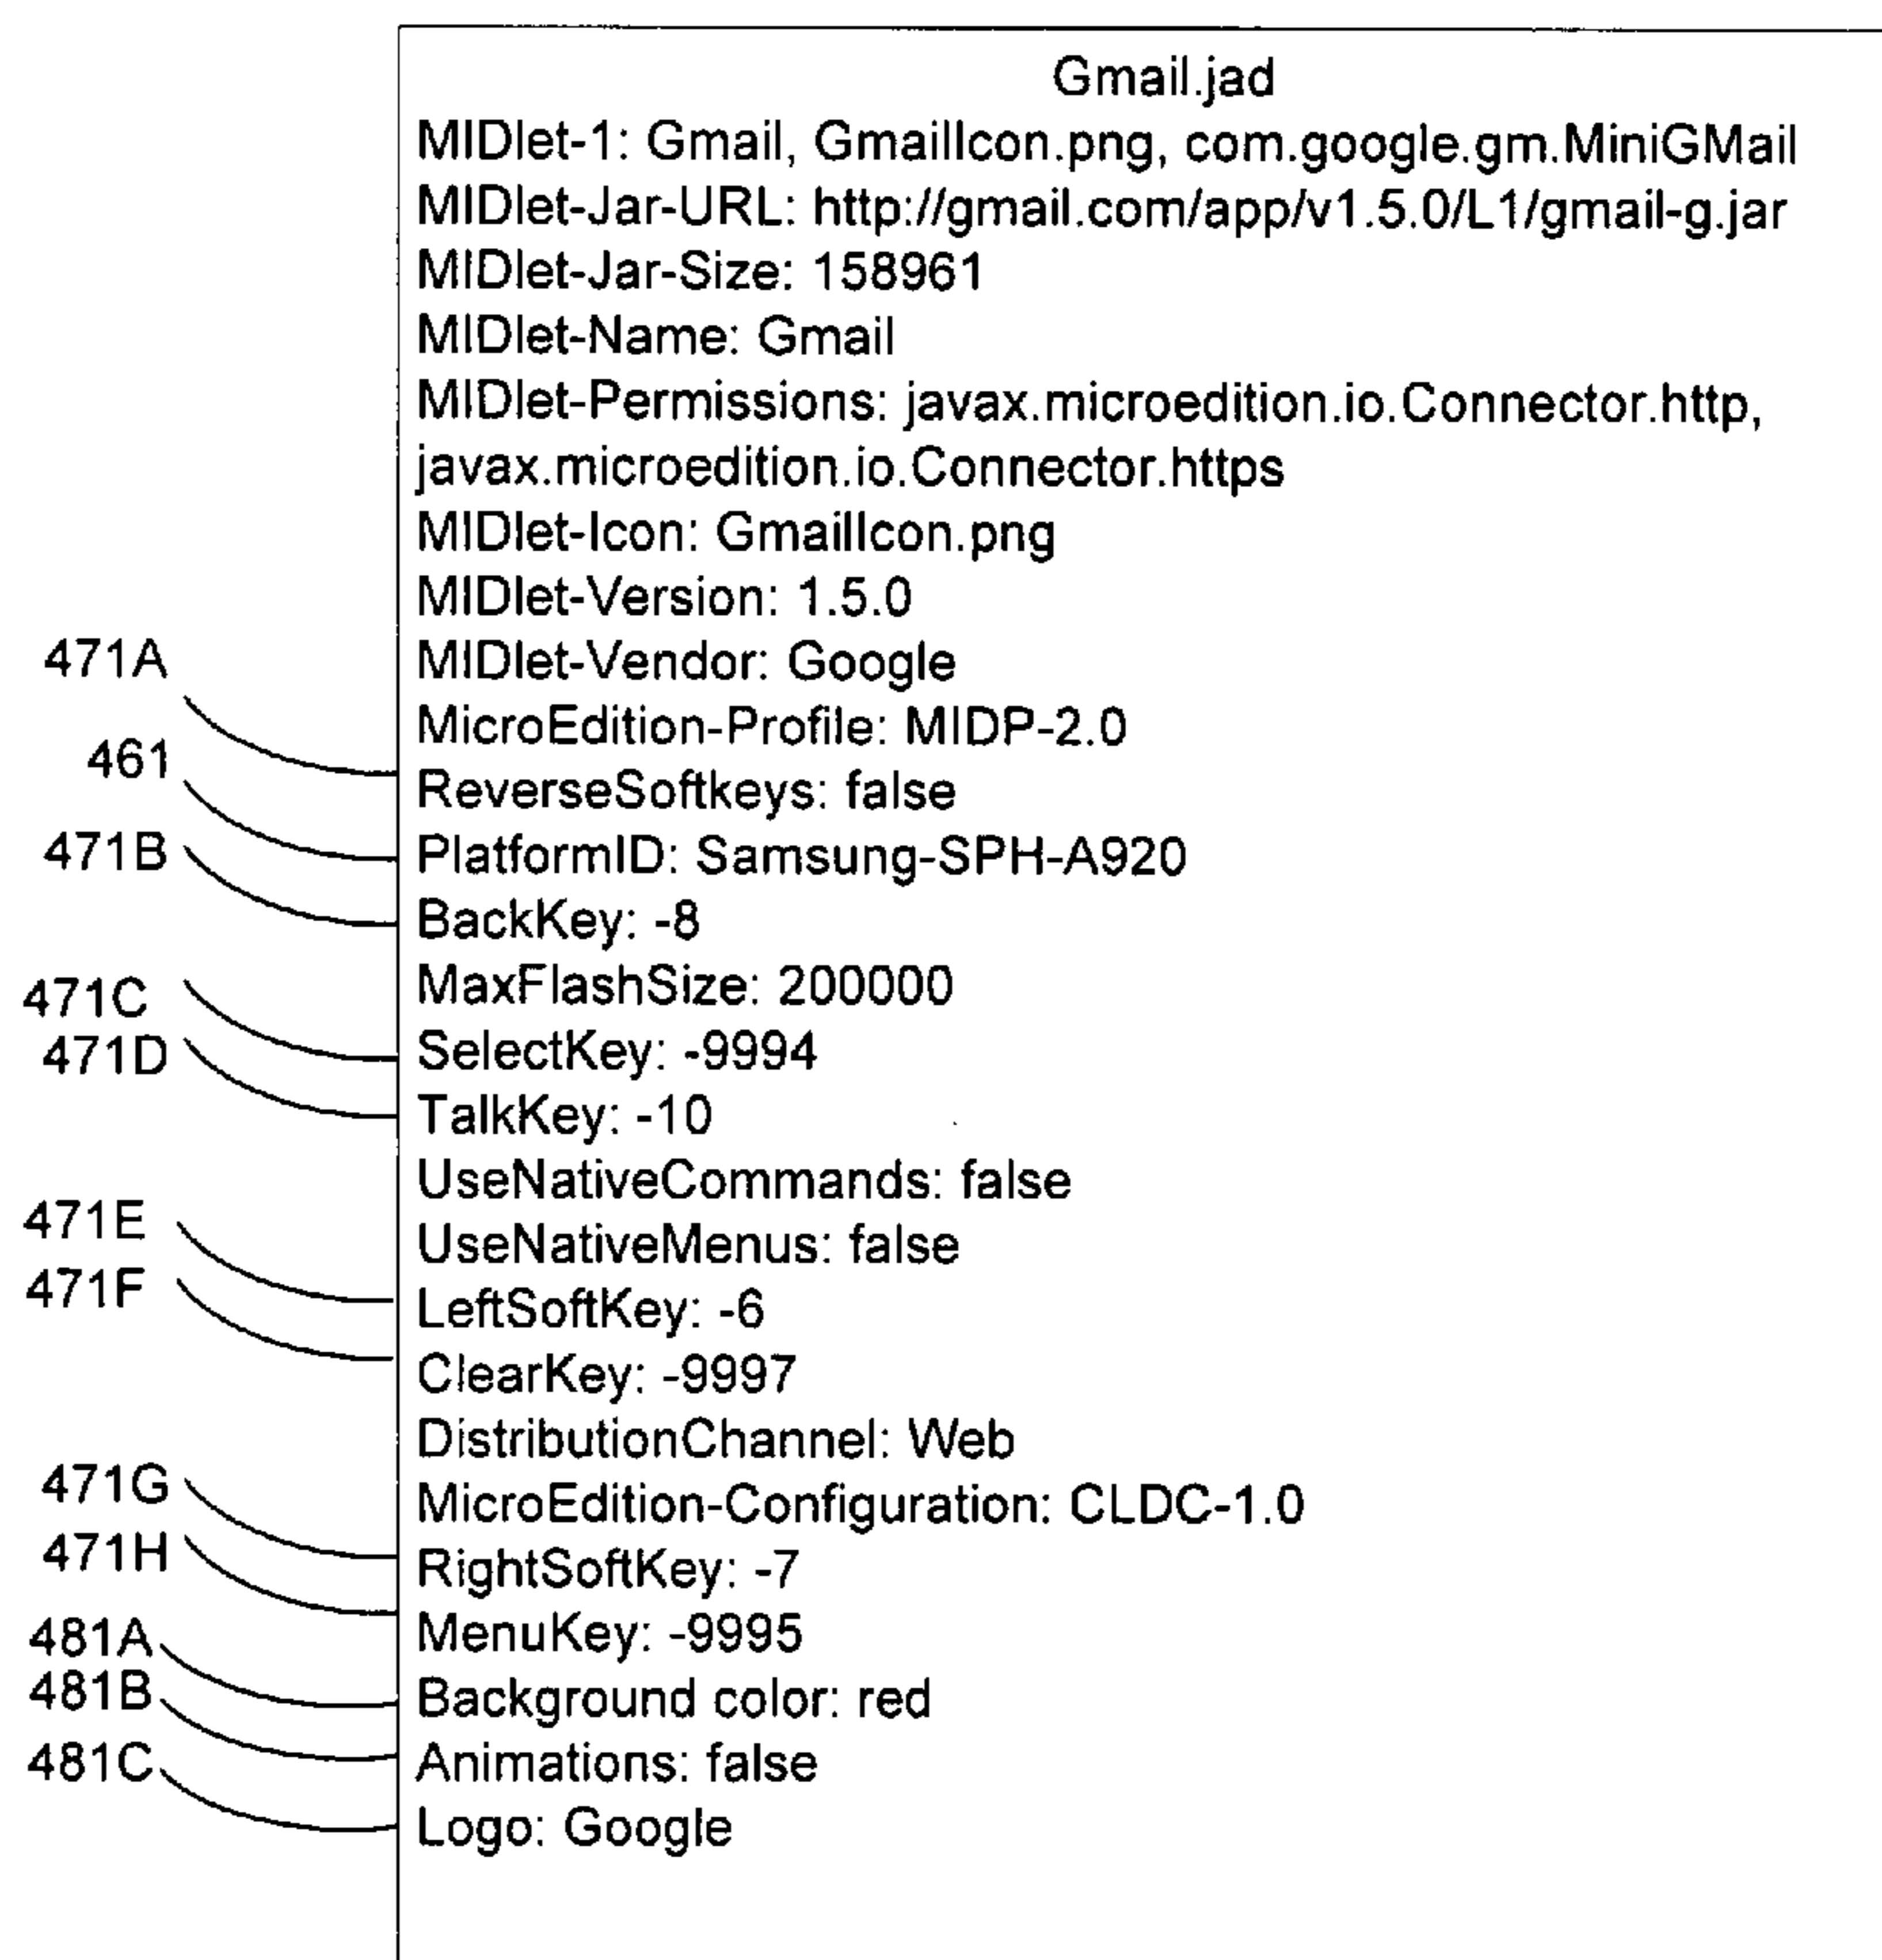 Gmail.jad
MIDlet-1: Gmail, GmailIcon.png, com.google.gm.MiniGMail
MIDlet-Jar-URL: http://gmail.com/app/v1.5.0/L1/gmail-g.jar
MIDlet-Jar-Size: 158961
MIDlet-Name: Gmail
MIDlet-Permissions: javax.microedition.io.Connector.http,
javax.microedition.io.Connector.https
MIDlet-Icon: GmailIcon.png
MIDlet-Version: 1.5.0
471A MIDlet-Vendor: Google
MicroEdition-Profile: MIDP-2.0
461 ReverseSoftkeys: false
471B PlatformID: Samsung-SPH-A920
BackKey: -8
471C MaxFlashSize: 200000
471D SelectKey: -9994
TalkKey: -10
UseNativeCommands: false
471E UseNativeMenus: false
471F LeftSoftKey: -6
ClearKey: -9997
DistributionChannel: Web
471G MicroEdition-Configuration: CLDC-1.0
471H RightSoftKey: -7
481A MenuKey: -9995
481B Background color: red
481C Animations: false
Logo: Google